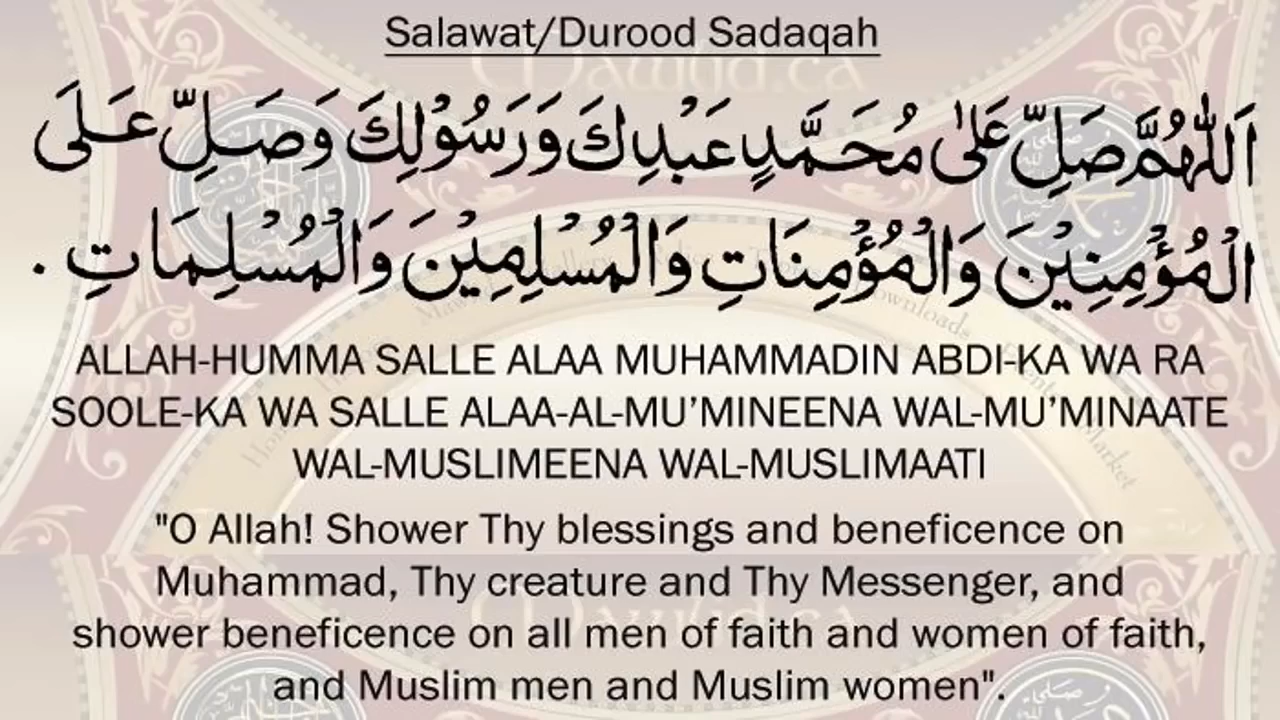 Salawat/Durood Sadaqah
اَللّٰهُمَّ صَلِّ عَلٰى مُحَمَّدٍ عَبْدِكَ وَرَسُوْلِكَ وَصَلِّ عَلَى
الْمُؤْمِنِيْنَ وَالْمُؤْمِنَاتِ وَالْمُسْلِمِيْنَ وَالْمُسْلِمَاتِ .
ALLAH-HUMMA SALLE ALAA MUHAMMADIN ABDI-KA WA RA
SOOLE-KA WA SALLE ALAA-AL-MU’MINEENA WAL-MU’MINAATE
WAL-MUSLIMEENA WAL-MUSLIMAATI
"O Allah! Shower Thy blessings and beneficence on
Muhammad, Thy creature and Thy Messenger, and
shower beneficence on all men of faith and women of faith,
and Muslim men and Muslim women".